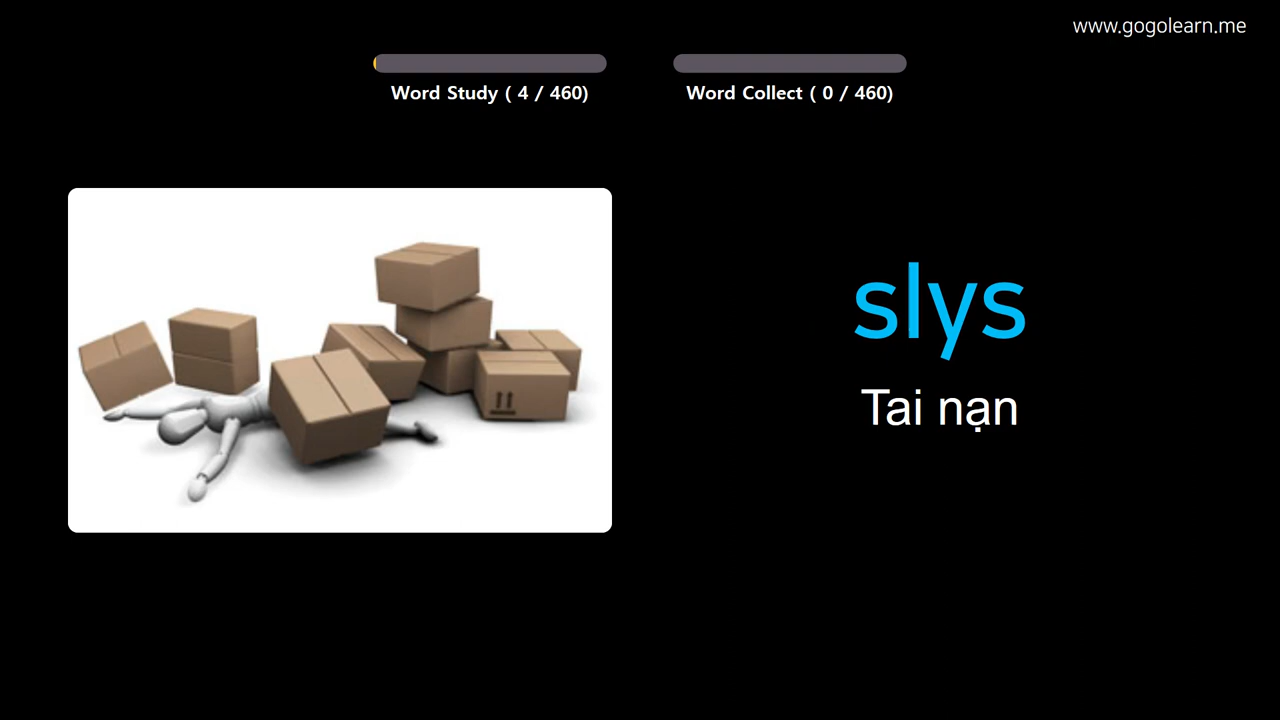 www.gogolearn.me
Word Study ( 4 / 460)
Word Collect ( 0 / 460)
slys
Tai nạn